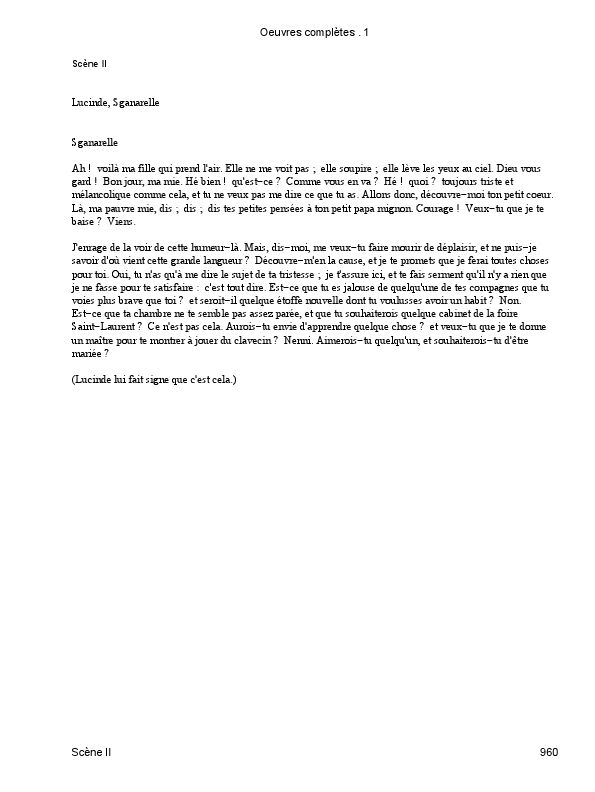 Oeuvres complètes . 1
Scène II
Lucinde, Sganarelle
Sganarelle
Ah ! voilà ma fille qui prend l'air. Elle ne me voit pas ; elle soupire ; elle lève les yeux au ciel. Dieu vous
gard ! Bon jour, ma mie. Hé bien ! qu'est−ce ? Comme vous en va ? Hé ! quoi ? toujours triste et
mélancolique comme cela, et tu ne veux pas me dire ce que tu as. Allons donc, découvre−moi ton petit coeur.
Là, ma pauvre mie, dis ; dis ; dis tes petites pensées à ton petit papa mignon. Courage ! Veux−tu que je te
baise ? Viens.
J'enrage de la voir de cette humeur−là. Mais, dis−moi, me veux−tu faire mourir de déplaisir, et ne puis−je
savoir d'où vient cette grande langueur ? Découvre−m'en la cause, et je te promets que je ferai toutes choses
pour toi. Oui, tu n'as qu'à me dire le sujet de ta tristesse ; je t'assure ici, et te fais serment qu'il n'y a rien que
je ne fasse pour te satisfaire : c'est tout dire. Est−ce que tu es jalouse de quelqu'une de tes compagnes que tu
voies plus brave que toi ? et seroit−il quelque étoffe nouvelle dont tu voulusses avoir un habit ? Non.
Est−ce que ta chambre ne te semble pas assez parée, et que tu souhaiterois quelque cabinet de la foire
Saint−Laurent ? Ce n'est pas cela. Aurois−tu envie d'apprendre quelque chose ? et veux−tu que je te donne
un maître pour te montrer à jouer du clavecin ? Nenni. Aimerois−tu quelqu'un, et souhaiterois−tu d'être
mariée ?
(Lucinde lui fait signe que c'est cela.)
Scène II
960